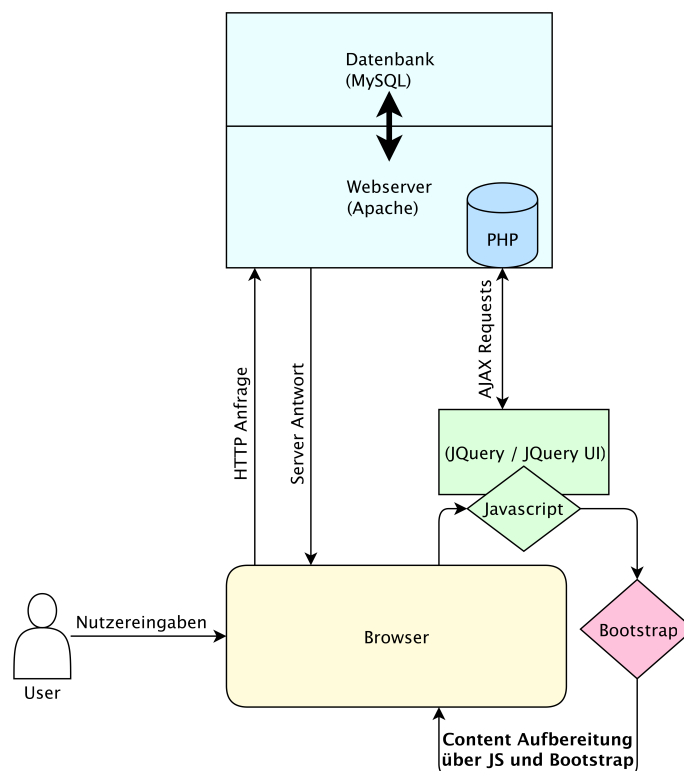 Datenbank
(MySQL)
Webserver
(Apache)
PHP
HTTP Anfrage
Server Antwort
AJAX Requests
(JQuery / JQuery UI)
Javascript
Nutzereingaben
Browser
Bootstrap
User
Content Aufbereitung
über JS und Bootstrap